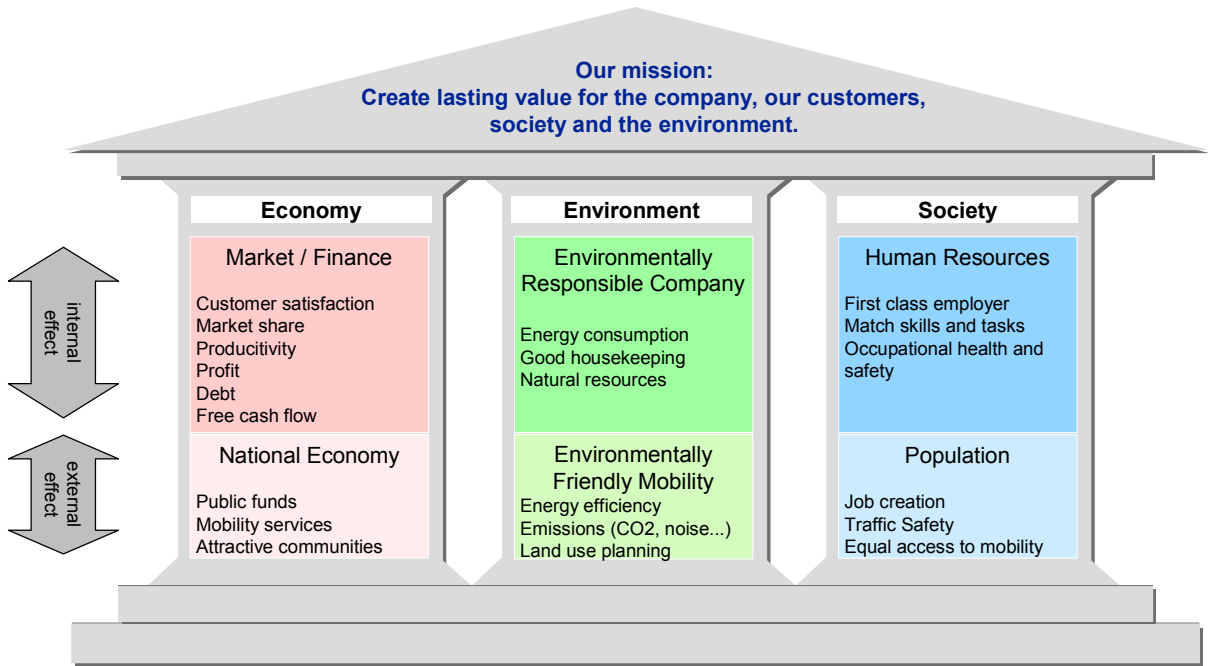 Our mission:
Create lasting value for the company, our customers,
society and the environment.
Economy
Environment
Society
internal
effect
Market / Finance
Customer satisfaction
Market share
Producitivity
Profit
Debt
Free cash flow
Environmentally
Responsible Company
Energy consumption
Good housekeeping
Natural resources
Human Resources
First class employer
Match skills and tasks
Occupational health and
safety
external
effect
National Economy
Public funds
Mobility services
Attractive communities
Environmentally
Friendly Mobility
Energy efficiency
Emissions (CO2, noise...)
Land use planning
Population
Job creation
Traffic Safety
Equal access to mobility